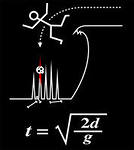 t = √(2d/g)